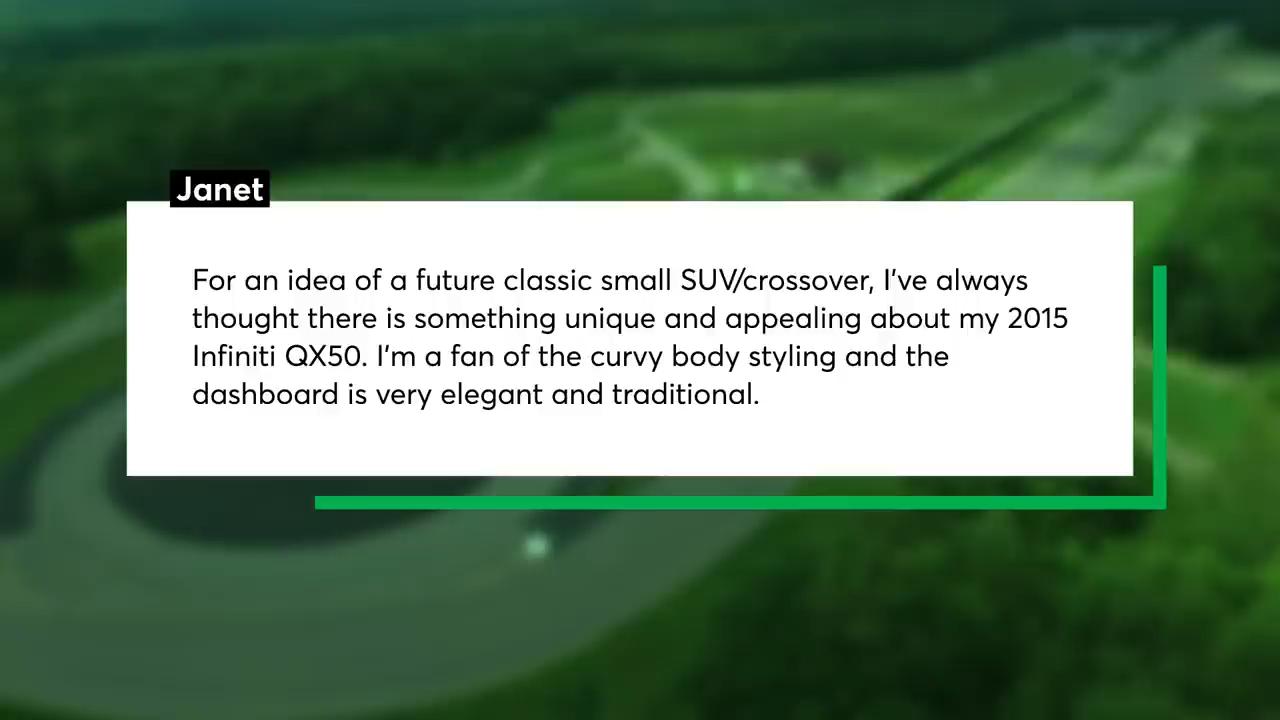 Janet
For an idea of a future classic small SUV/crossover, I've always
thought there is something unique and appealing about my 2015
Infiniti QX50. I'm a fan of the curvy body styling and the
dashboard is very elegant and traditional.